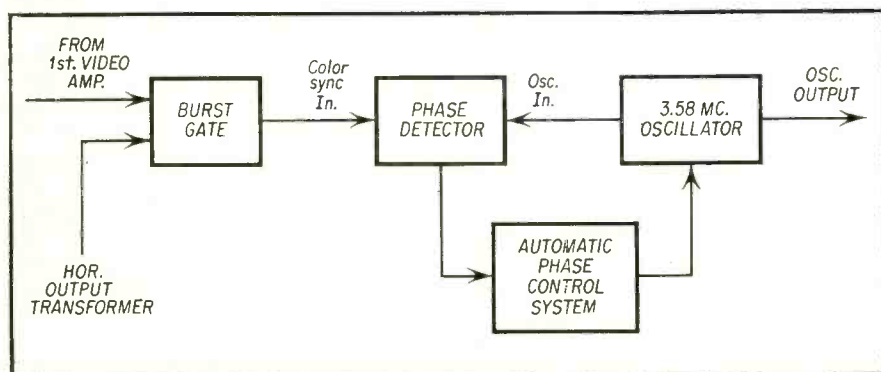 FROM
1st. VIDEO
AMP.
BURST
GATE
Color
sync
In.
PHASE
DETECTOR
Osc.
In.
3.58 MC.
OSCILLATOR
OSC.
OUTPUT
HOR.
OUTPUT
TRANSFORMER
AUTOMATIC
PHASE
CONTROL
SYSTEM